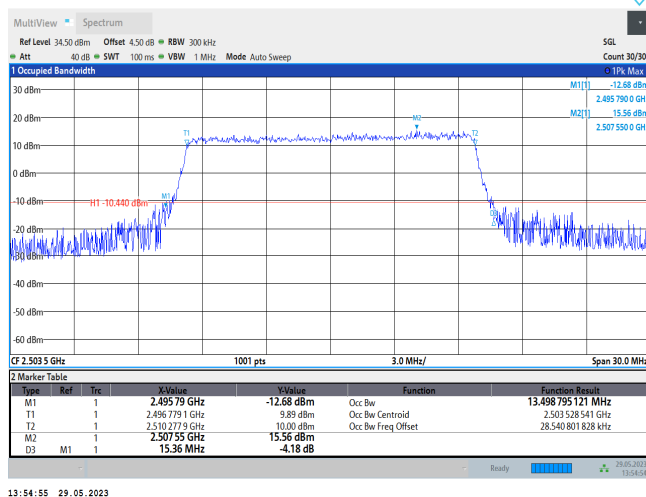 MultiView Spectrum
Ref Level 34.50 dBm Offset 4.50 dB RBW 300 kHz SGL
Att 40 dB SWT 100 ms VBW 1 MHz Mode Auto Sweep Count 30/30
1 Occupied Bandwidth 1Pk Max
M1[1] -12.68 dBm
2.495 790 0 GH
M2[1] 15.56 dBm
2.507 550 0 GH
30 dBm
20 dBm
M2
T1
T2
10 dBm
0 dBm
M1
-10 dBm
H1 -10.440 dBm
D3
-20 dBm
-30 dBm
-40 dBm
-50 dBm
-60 dBm
CF 2.503 5 GHz 1001 pts 3.0 MHz/ Span 30.0 MHz
2 Marker Table
Type Ref Trc X-Value Y-Value Function Function Result
M1 1 2.495 79 GHz -12.68 dBm Occ Bw 13.498 795 121 MHz
T1 1 2.496 779 1 GHz 9.89 dBm Occ Bw Centroid 2.503 528 541 GHz
T2 1 2.510 277 9 GHz 10.00 dBm Occ Bw Freq Offset 28.540 801 828 kHz
M2 1 2.507 55 GHz 15.56 dBm
D3 M1 1 15.36 MHz -4.18 dB
Ready 29.05.2023
13:54:54
13:54:55 29.05.2023